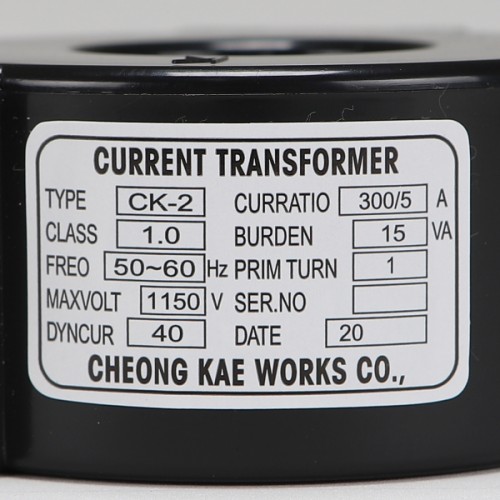 CURRENT TRANSFORMER
TYPE CK-2 CURRATIO 300/5 A
CLASS 1.0 BURDEN 15 VA
FREO 50~60 Hz PRIM TURN 1
MAXVOLT 1150 V SER.NO
DYNCUR 40 DATE 20
CHEONG KAE WORKS CO.,